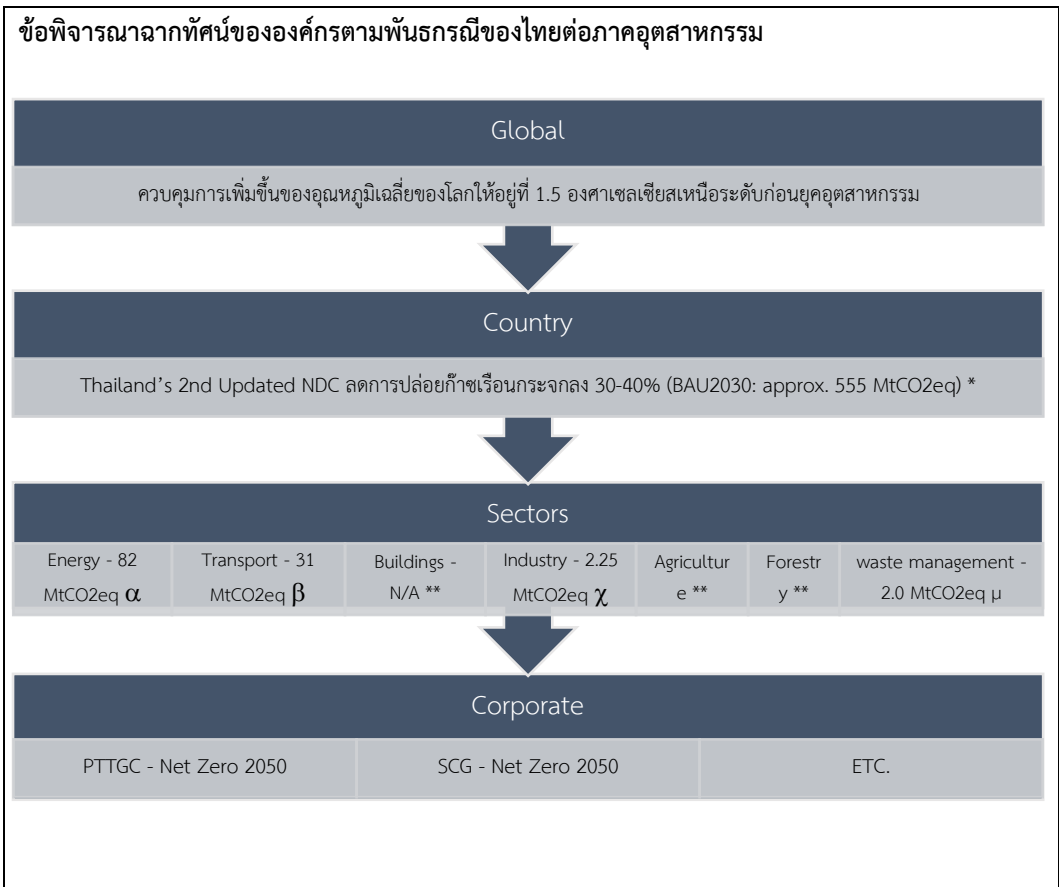 ข้อพิจารณาฉากทัศน์ขององค์กรตามพันธกรณีของไทยต่อภาคอุตสาหกรรม
Global
ควบคุมการเพิ่มขึ้นของอุณหภูมิเฉลี่ยของโลกให้อยู่ที่ 1.5 องศาเซลเซียสเหนือระดับก่อนยุคอุตสาหกรรม
Country
Thailand’s 2nd Updated NDC ลดการปล่อยก๊าซเรือนกระจกลง 30-40% (BAU2030: approx. 555 MtCO2eq) *
Sectors
Energy - 82
MtCO2eq α
Transport - 31
MtCO2eq β
Buildings -
N/A **
Industry - 2.25
MtCO2eq χ
Agricultur
e **
Forestr
y **
waste management -
2.0 MtCO2eq µ
Corporate
PTTGC - Net Zero 2050
SCG - Net Zero 2050
ETC.